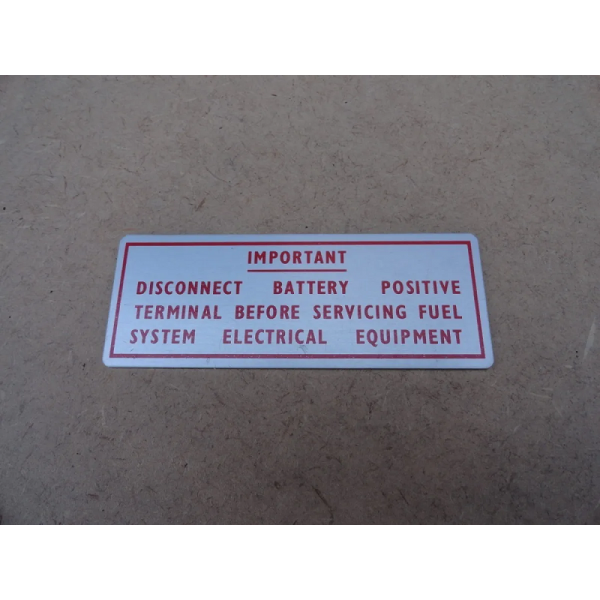 IMPORTANT
DISCONNECT BATTERY POSITIVE
TERMINAL BEFORE SERVICING FUEL
SYSTEM ELECTRICAL EQUIPMENT